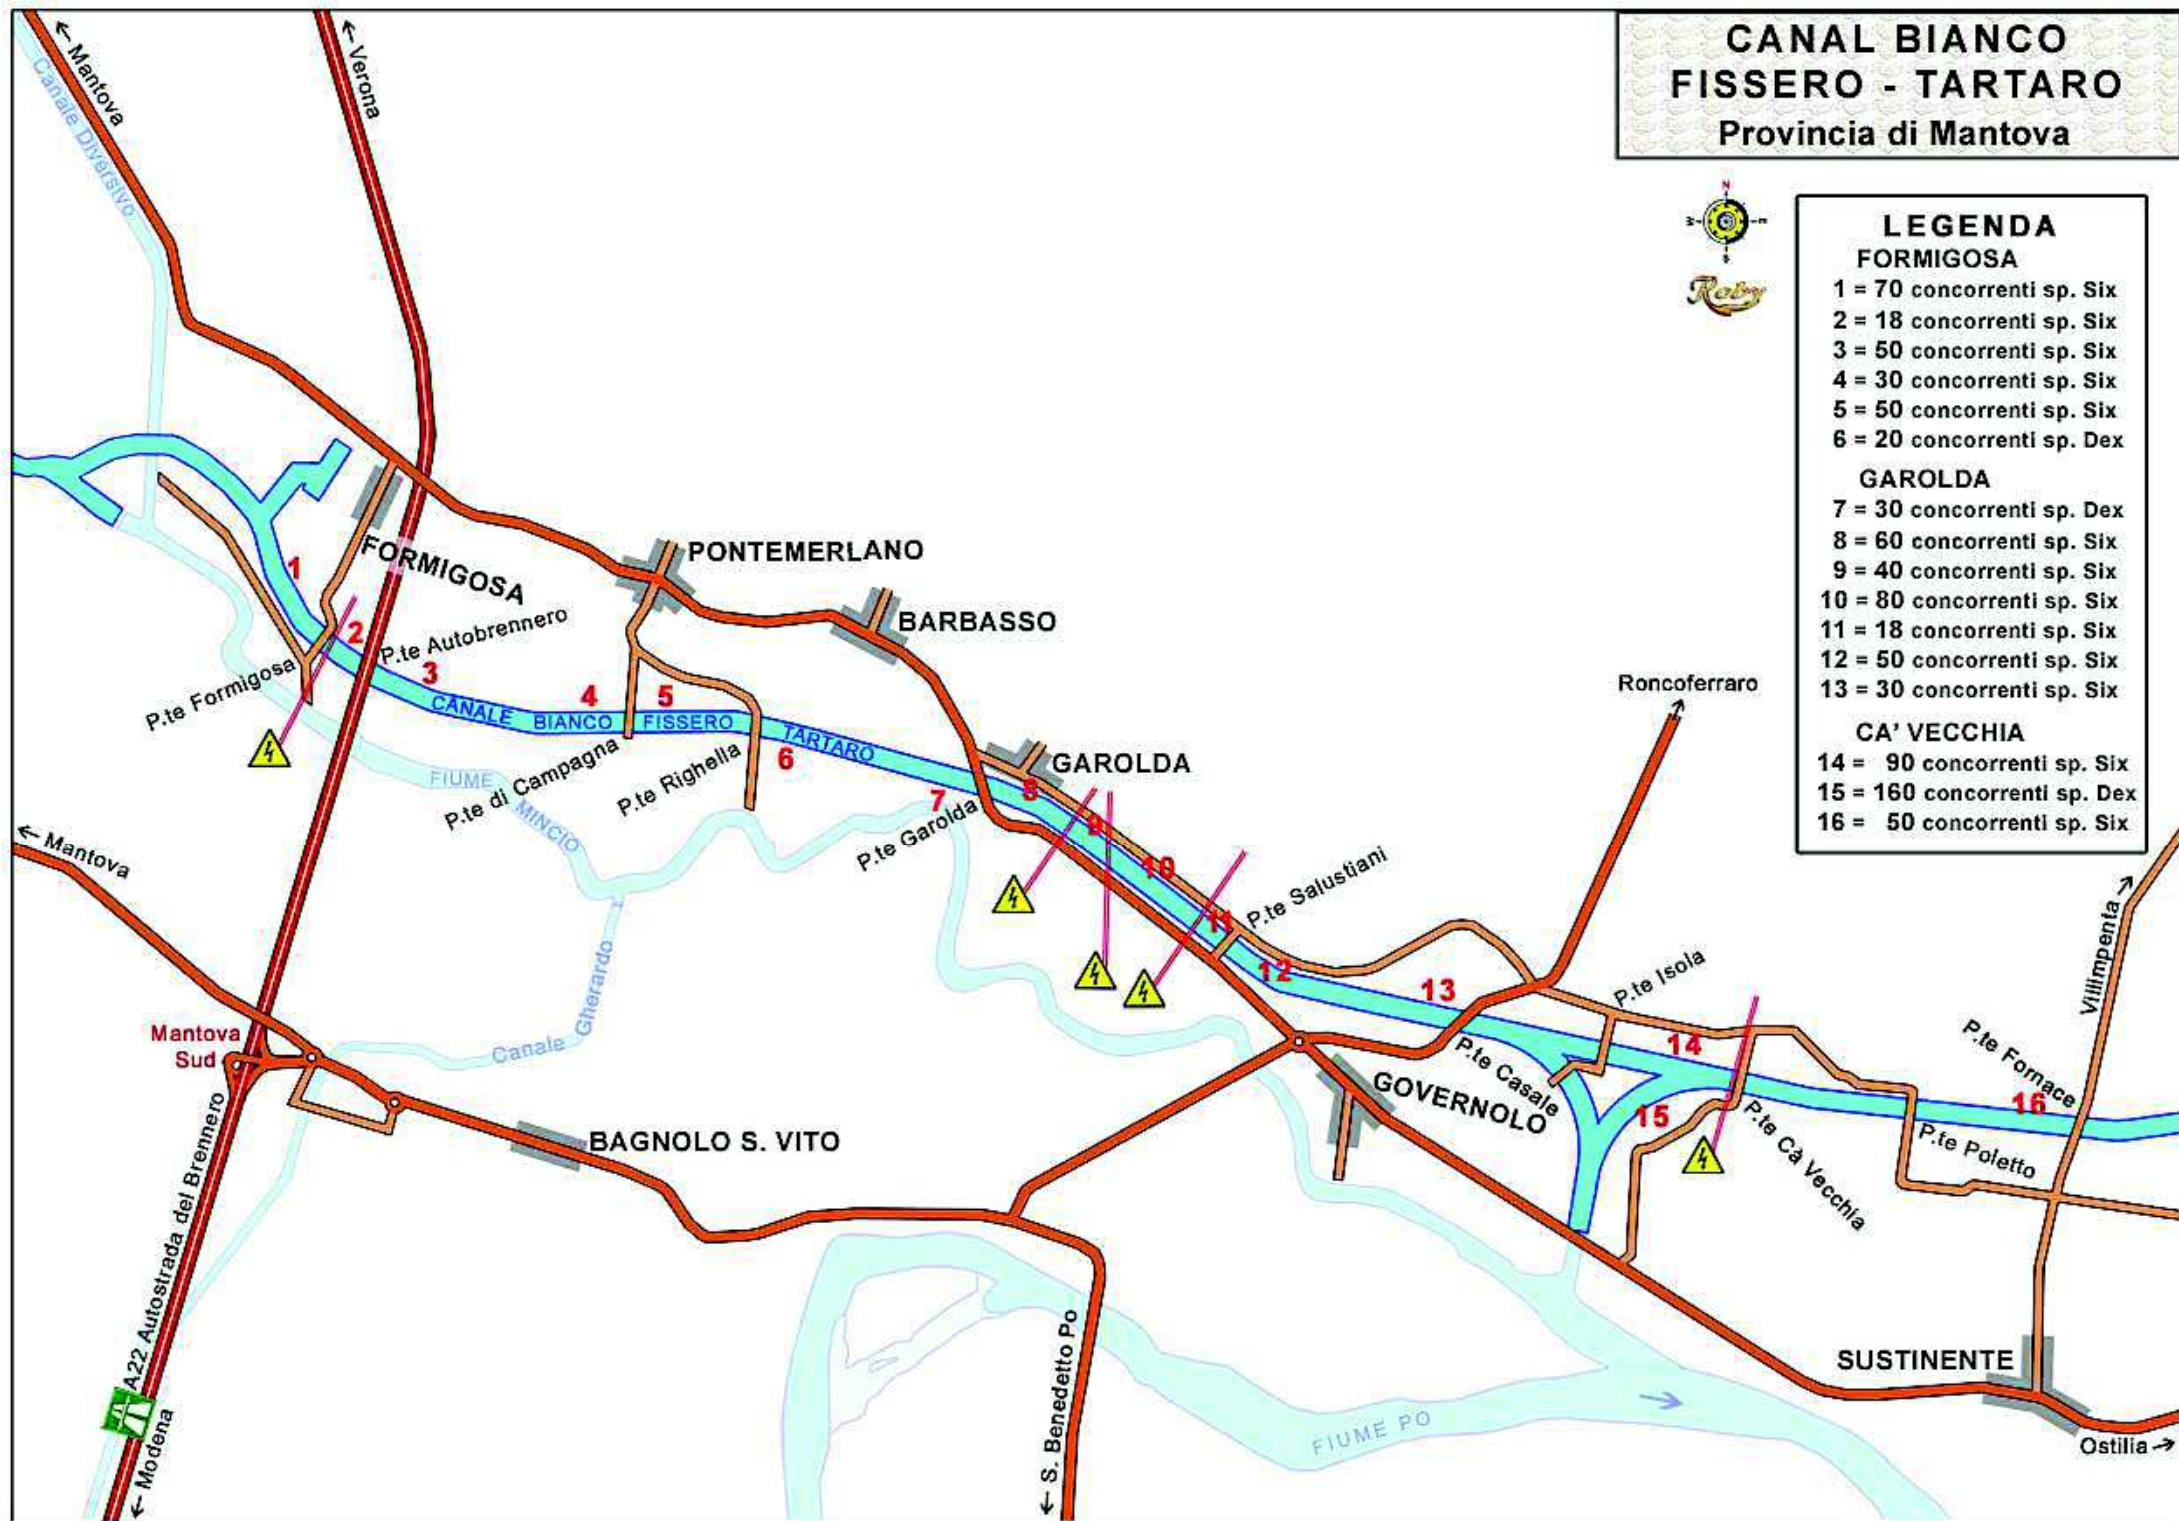 CANAL BIANCO
FISSERO - TARTARO
Provincia di Mantova
N
W
E
S
Roby
LEGENDA
FORMIGOSA
1 = 70 concorrenti sp. Six
2 = 18 concorrenti sp. Six
3 = 50 concorrenti sp. Six
4 = 30 concorrenti sp. Six
5 = 50 concorrenti sp. Six
6 = 20 concorrenti sp. Dex
GAROLDA
7 = 30 concorrenti sp. Dex
8 = 60 concorrenti sp. Six
9 = 40 concorrenti sp. Six
10 = 80 concorrenti sp. Six
11 = 18 concorrenti sp. Six
12 = 50 concorrenti sp. Six
13 = 30 concorrenti sp. Six
CA' VECCHIA
14 = 90 concorrenti sp. Six
15 = 160 concorrenti sp. Dex
16 = 50 concorrenti sp. Six
← Mantova
← Verona
Canale Diversivo
FORMIGOSA
PONTEMERLANO
BARBASSO
1
2
P.te Autobrennero
3
P.te Formigosa
4
5
CANALE BIANCO FISSERO TARTARO
6
P.te di Campagna
P.te Righella
FIUME MINCIO
Roncoferraro
GAROLDA
7
8
P.te Garolda
9
10
11
P.te Salustiani
12
13
← Mantova
Canale Gherardo
Mantova
Sud
P.te Isola
14
P.te Casale
15
P.te Cà Vecchia
P.te Fornace
16
Villimpenta →
P.te Poletto
GOVERNOLO
BAGNOLO S. VITO
A22 Autostrada del Brennero
← Modena
← S. Benedetto Po
FIUME PO
→
SUSTINENTE
Ostilia →